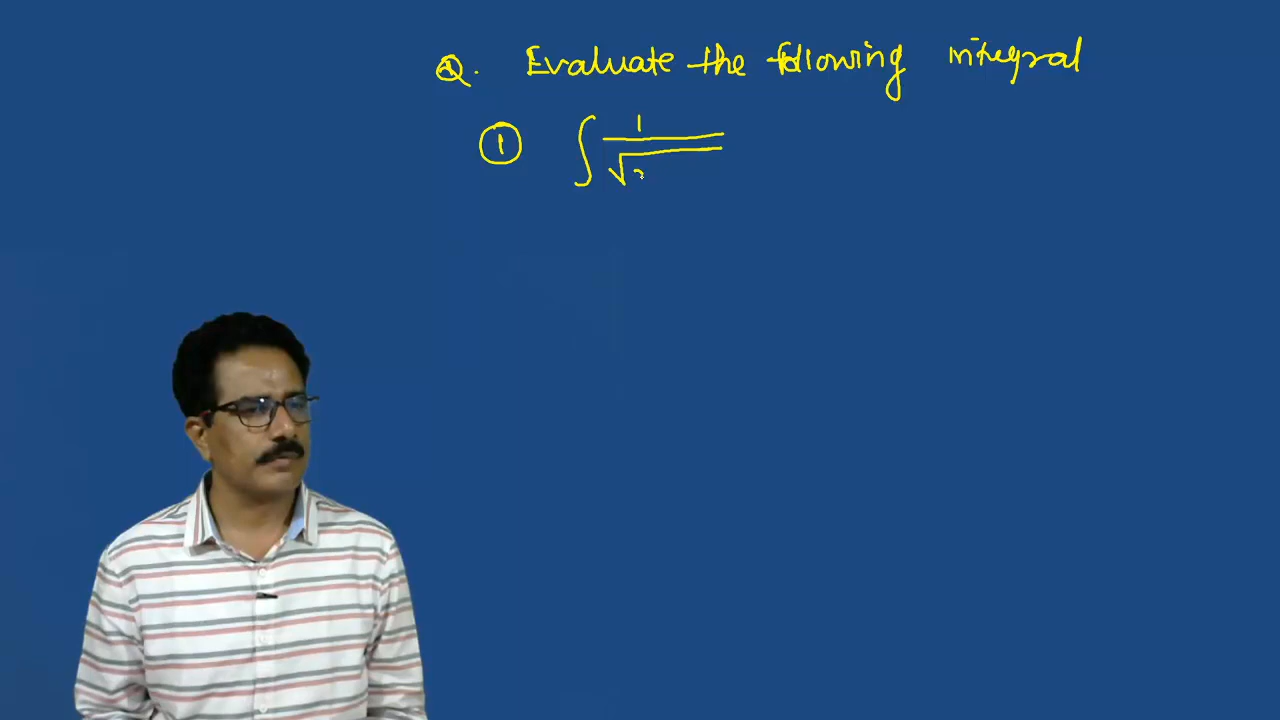 Q. Evaluate the following integral
① ∫ 1/√